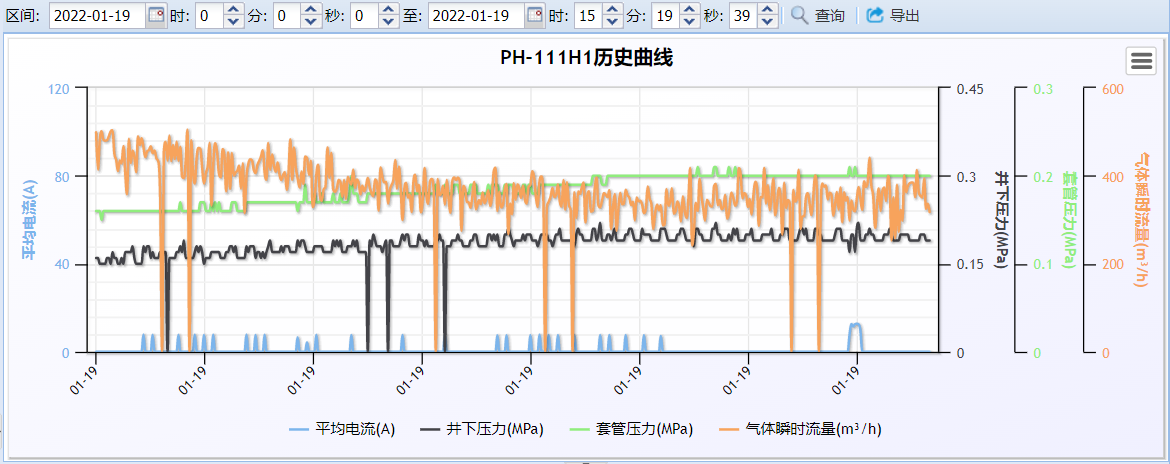 区间: 2022-01-19 时: 0 分: 0 秒: 0 至: 2022-01-19 时: 15 分: 19 秒: 39 查询 导出
PH-111H1历史曲线
120 0.45 0.3 600
80 0.3 0.2 400
40 0.15 0.1 200
0 0 0 0
平均电流(A)
井下压力(MPa)
套管压力(MPa)
气体瞬时流量(m³/h)
01-19 01-19 01-19 01-19 01-19 01-19 01-19 01-19
平均电流(A) 井下压力(MPa) 套管压力(MPa) 气体瞬时流量(m³/h)